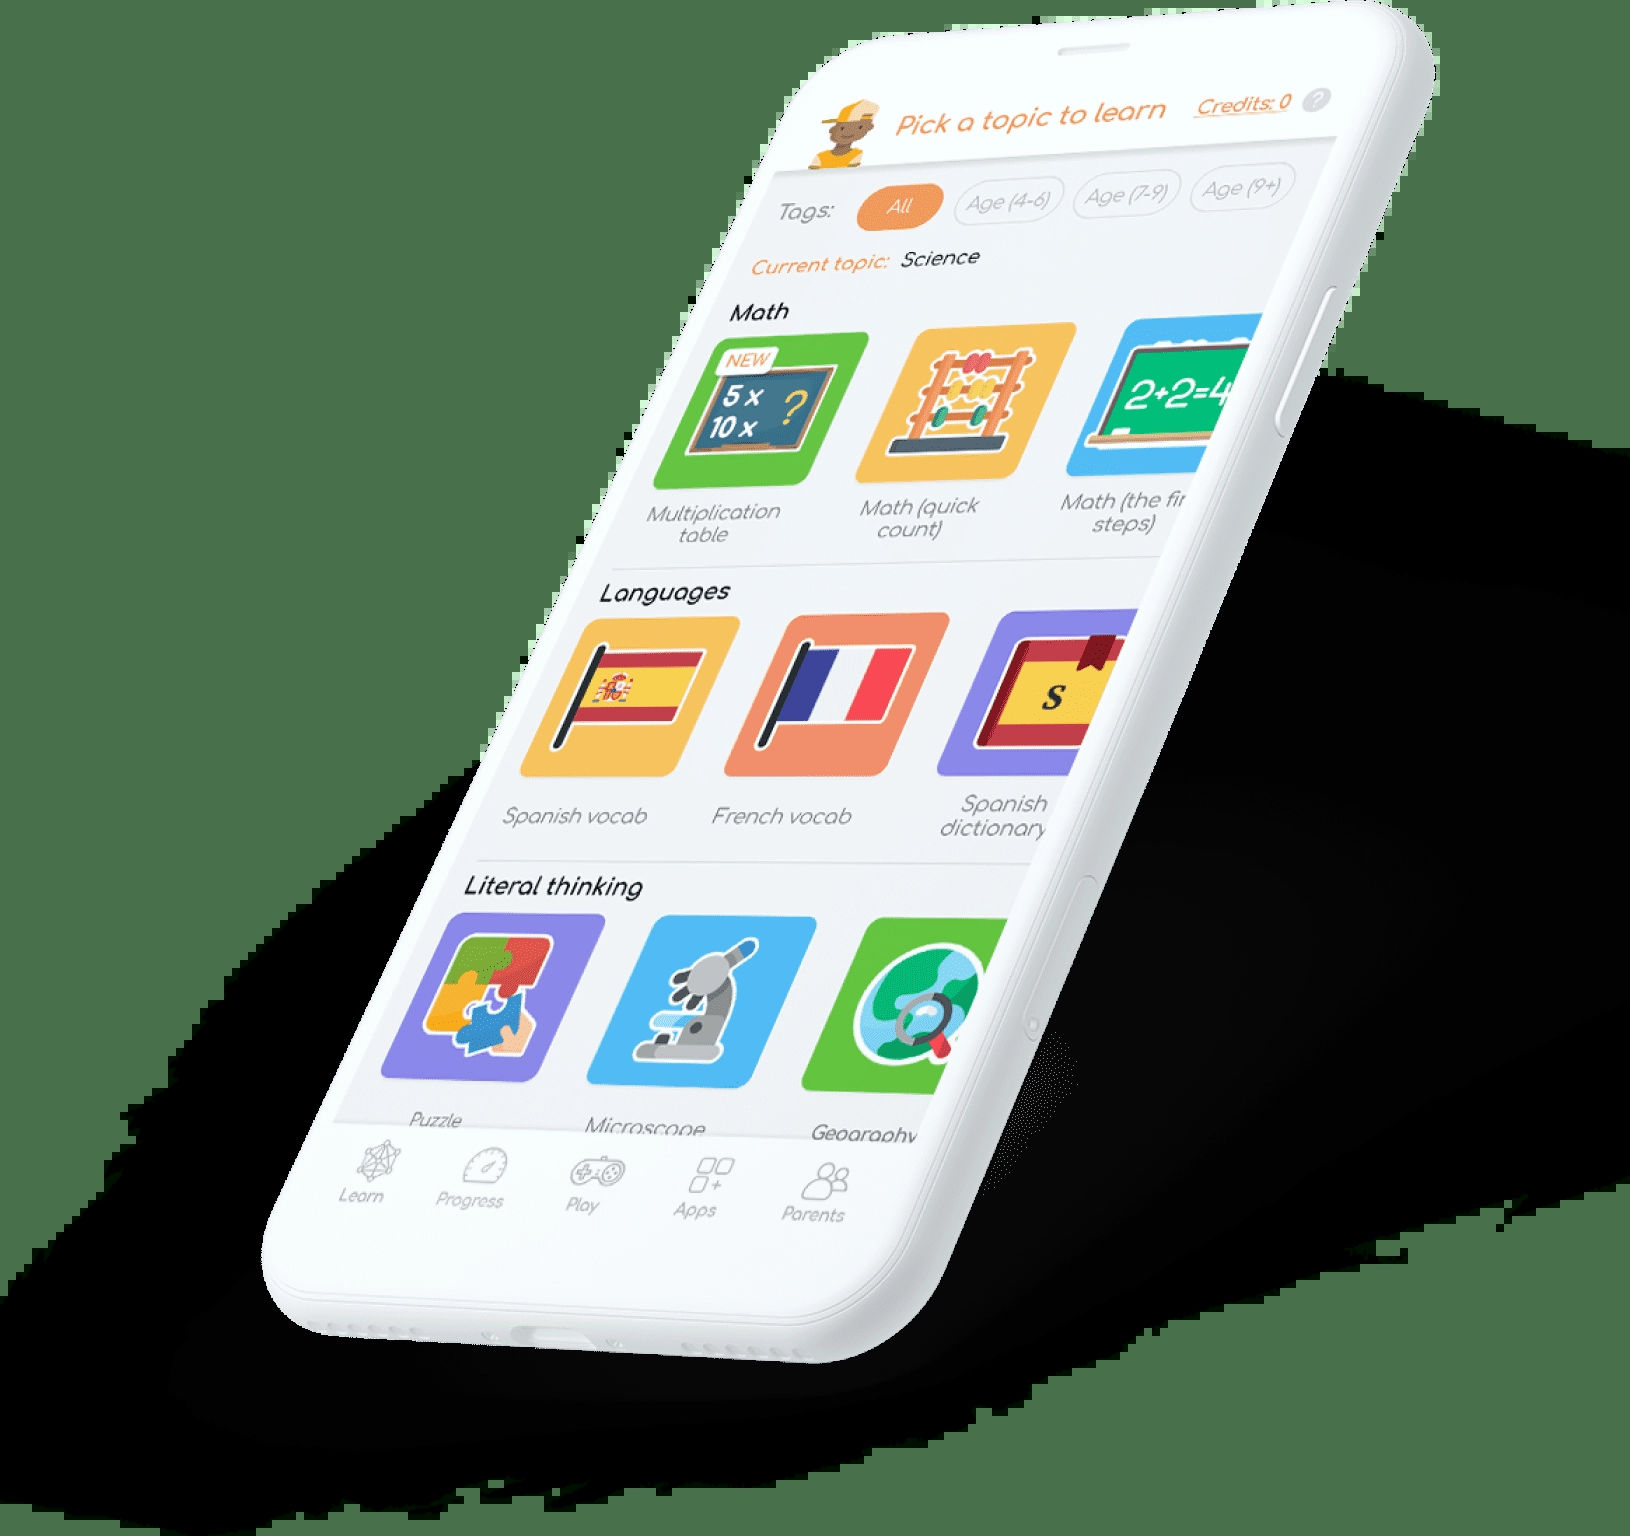 Pick a topic to learn
Credits: 0
?
Tags:
All
Age (4-6)
Age (7-9)
Age (9+)
Current topic: Science
Math
NEW
5 x
10 x
?
2+2=4
Multiplication
table
Math (quick
count)
Math (the fir
steps)
Languages
S
Spanish vocab
French vocab
Spanish
dictionary
Literal thinking
Puzzle
Microscope
Geography
Learn
Progress
Play
Apps
Parents